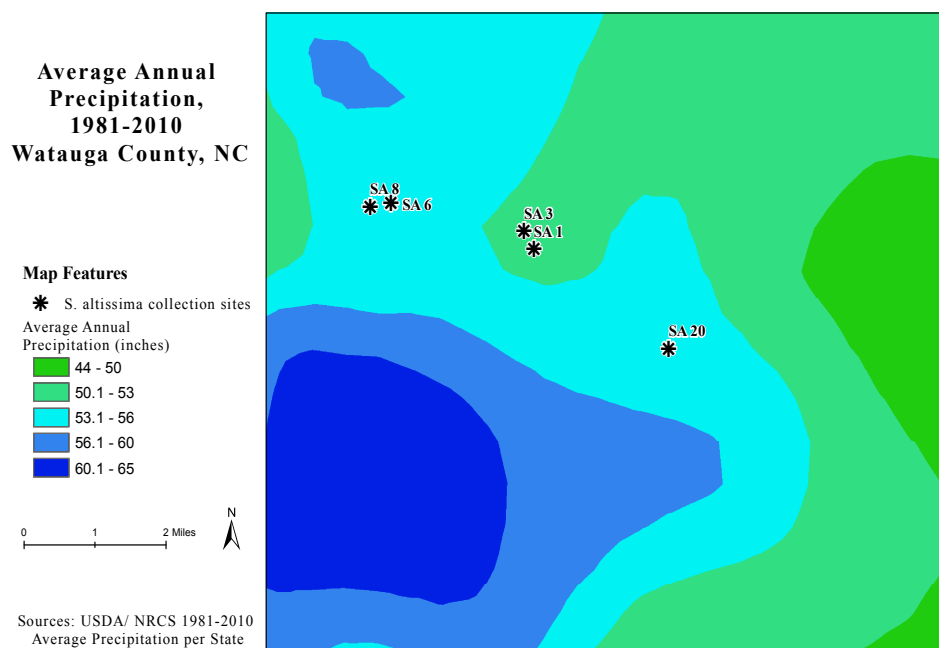 Average Annual
Precipitation,
1981-2010
Watauga County, NC
SA 8
SA 6
SA 3
SA 1
SA 20
Map Features
S. altissima collection sites
Average Annual
Precipitation (inches)
44 - 50
50.1 - 53
53.1 - 56
56.1 - 60
60.1 - 65
N
0 1 2 Miles
Sources: USDA/ NRCS 1981-2010
Average Precipitation per State